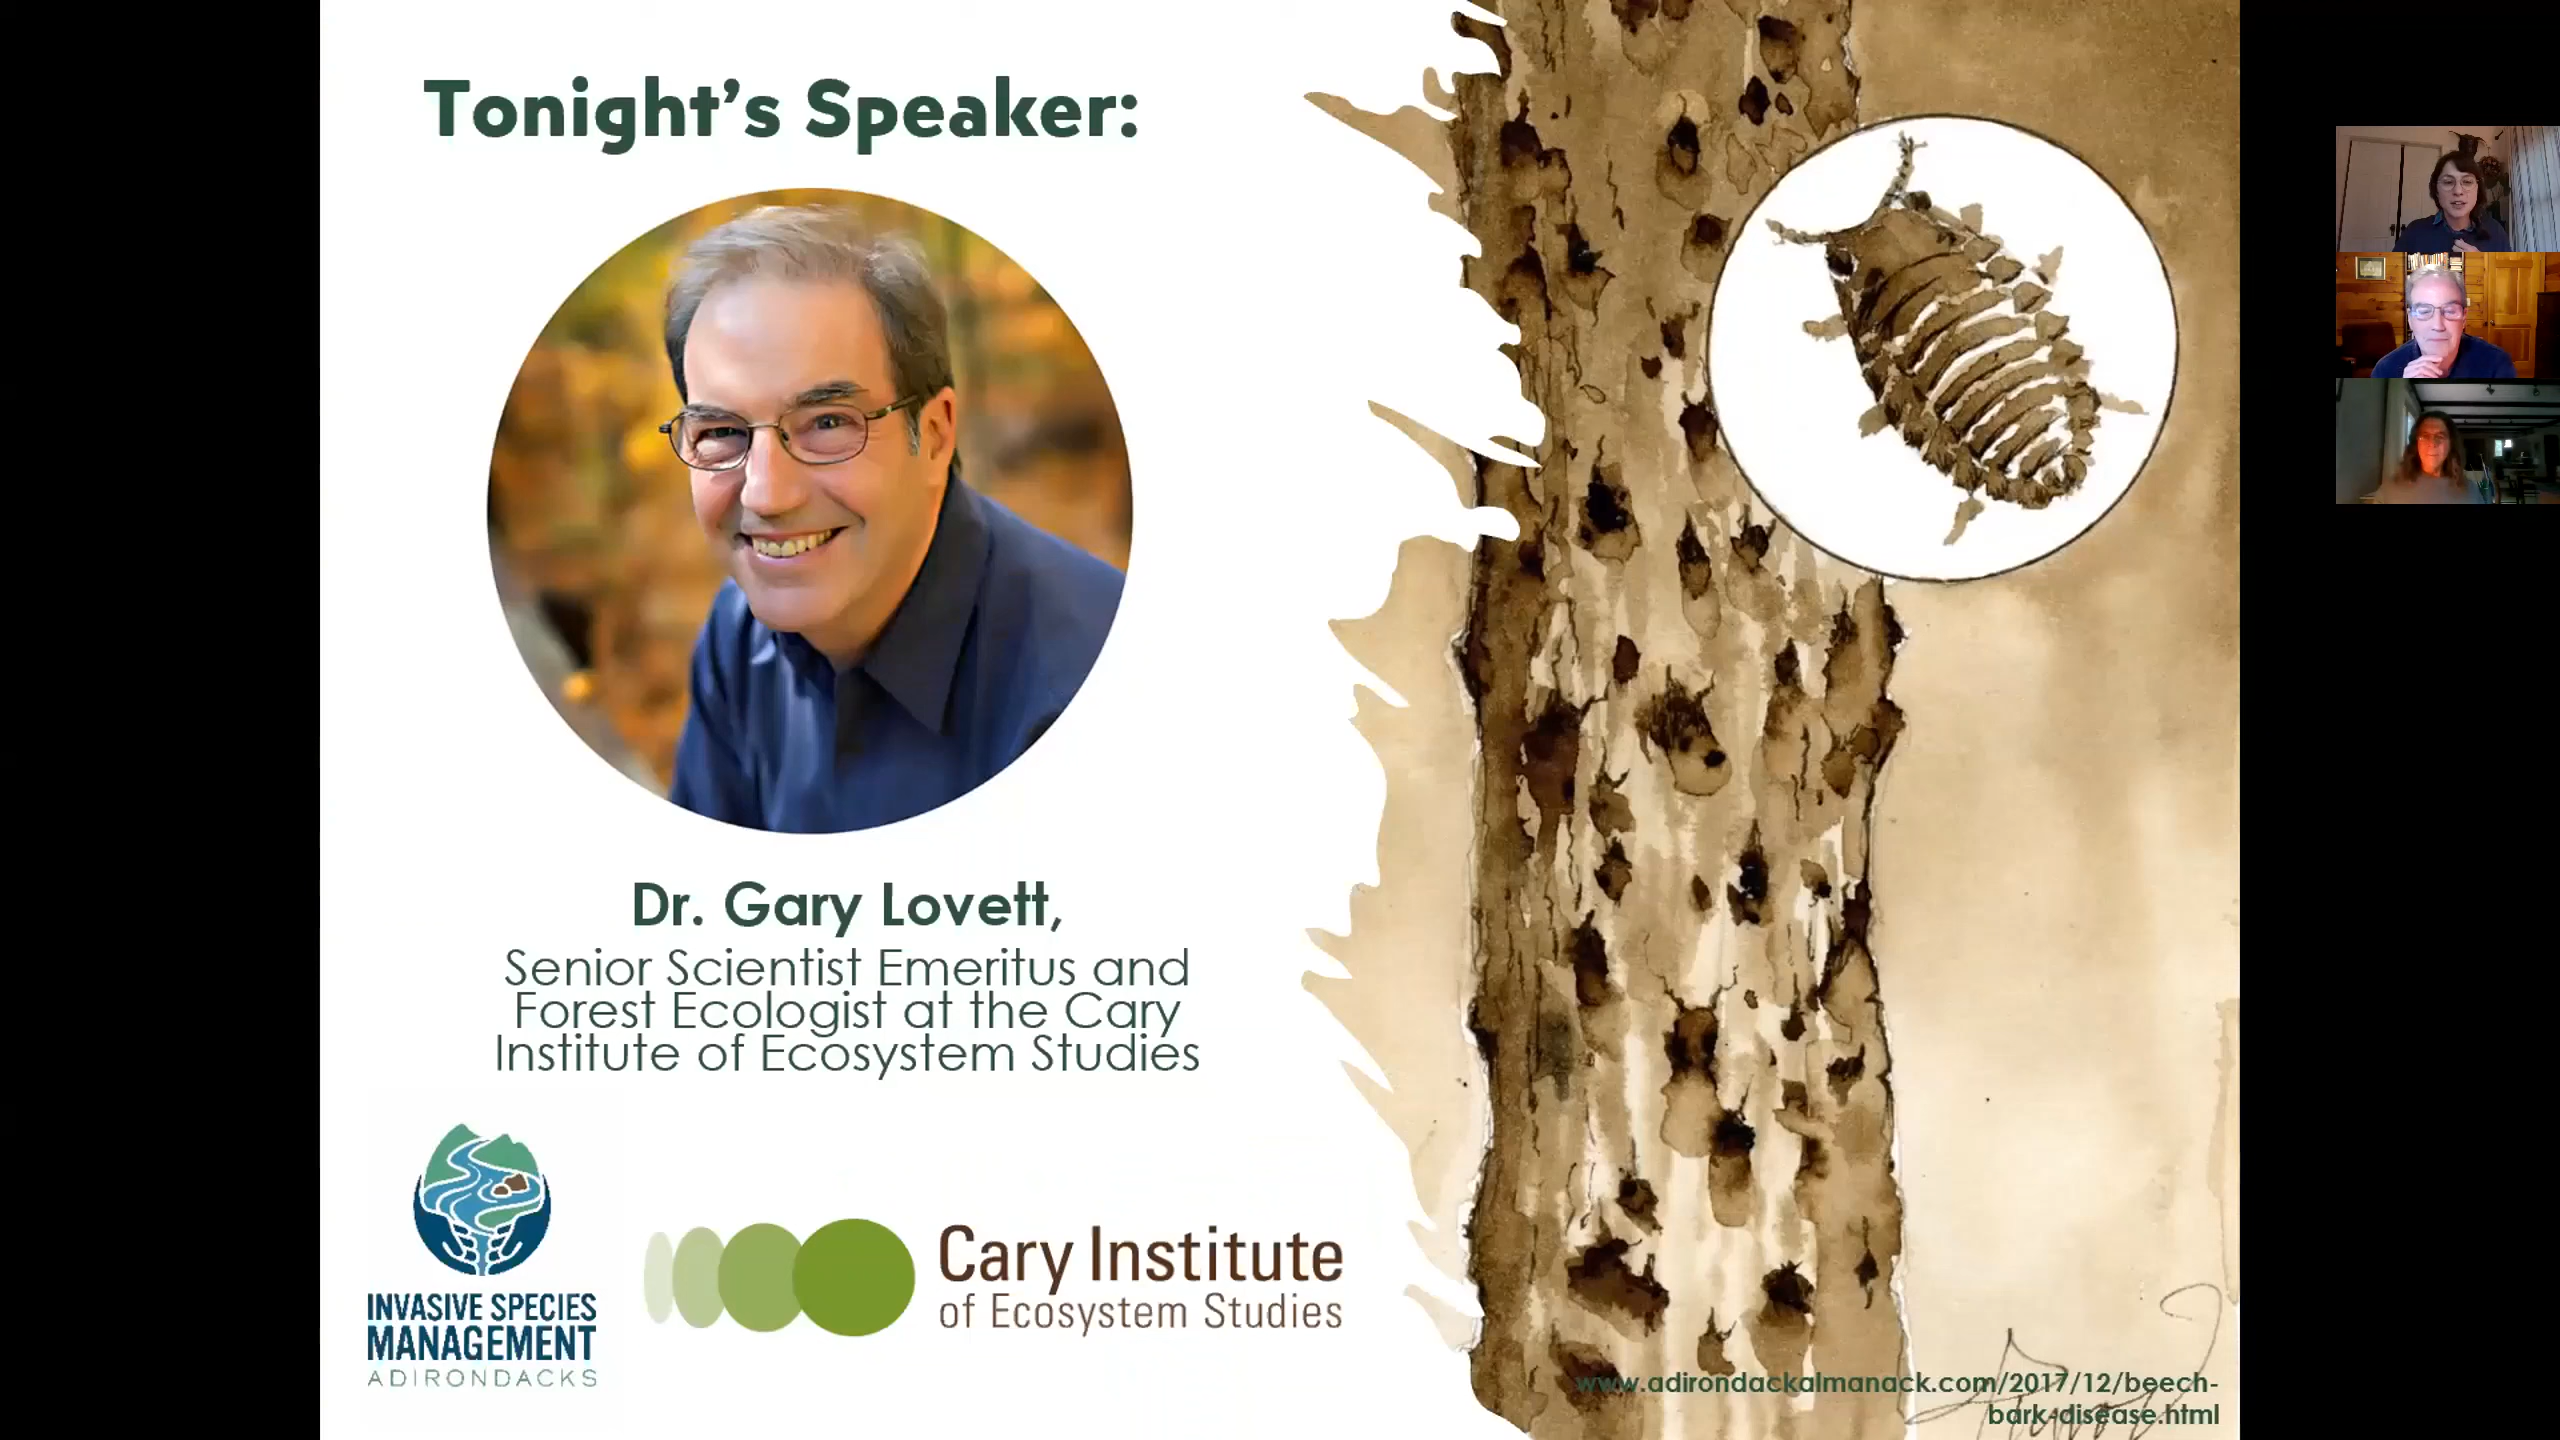 Tonight’s Speaker:
Dr. Gary Lovett,
Senior Scientist Emeritus and
Forest Ecologist at the Cary
Institute of Ecosystem Studies
INVASIVE SPECIES
MANAGEMENT
ADIRONDACKS
Cary Institute
of Ecosystem Studies
www.adirondackalmanack.com/2017/12/beech-
bark-disease.html